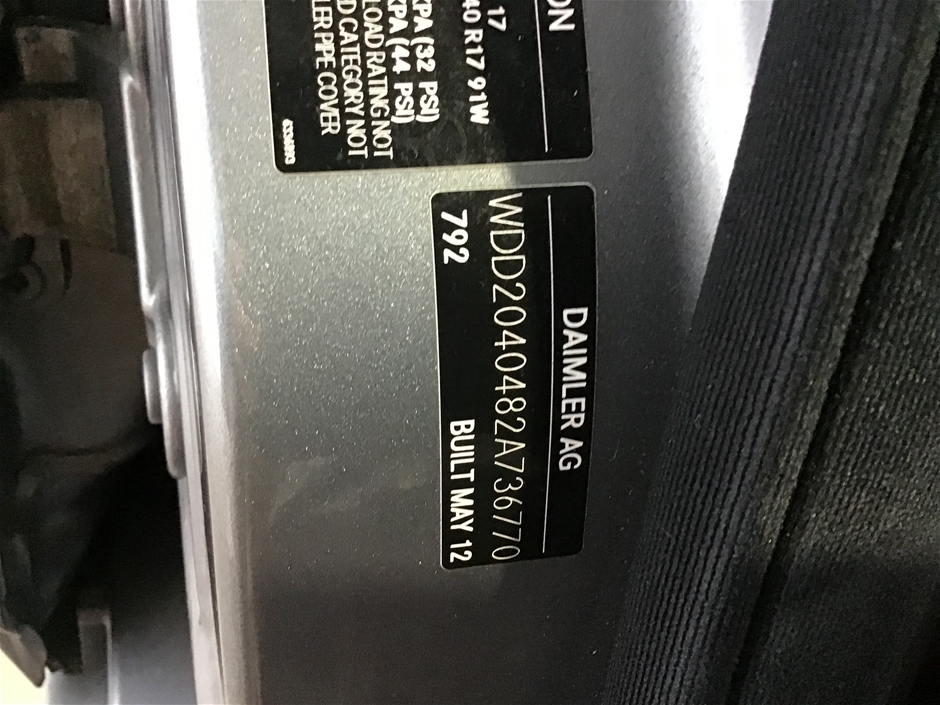 ON
17
40 R17 91W
KPA (32 PSI)
KPA (44 PSI)
LOAD RATING NOT
D CATEGORY NOT
LER PIPE COVER
DAIMLER AG
WDD2040482A736770
792 BUILT MAY 12